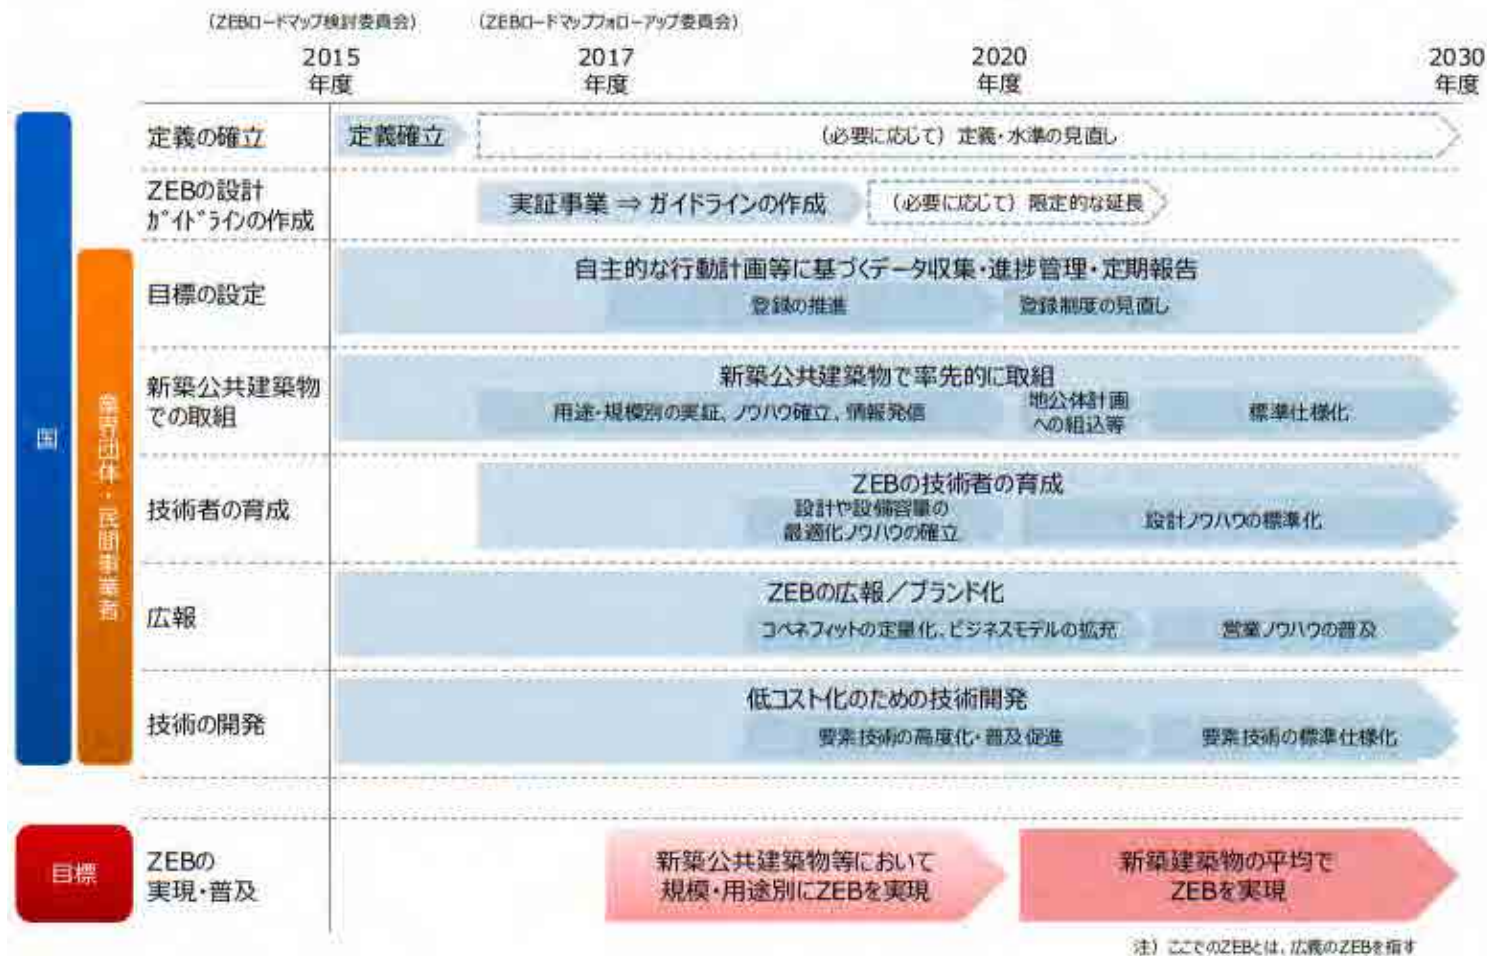 (ZEBロードマップ検討委員会)
(ZEBロードマップフォローアップ委員会)
2015
年度
2017
年度
2020
年度
2030
年度
国
業界団体・民間事業者
定義の確立
定義確立
(必要に応じて) 定義・水準の見直し
ZEBの設計
ガイドラインの作成
実証事業 ⇒ ガイドラインの作成
(必要に応じて) 限定的な延長
目標の設定
自主的な行動計画等に基づくデータ収集・進捗管理・定期報告
登録の推進
登録制度の見直し
新築公共建築物
での取組
新築公共建築物で率先的に取組
用途・規模別の実証、ノウハウ確立、情報発信
地公体計画
への組込等
標準仕様化
技術者の育成
ZEBの技術者の育成
設計や設備容量の
最適化ノウハウの確立
設計ノウハウの標準化
広報
ZEBの広報／ブランド化
コベネフィットの定量化、ビジネスモデルの拡充
営業ノウハウの普及
技術の開発
低コスト化のための技術開発
要素技術の高度化・普及促進
要素技術の標準仕様化
目標
ZEBの
実現・普及
新築公共建築物等において
規模・用途別にZEBを実現
新築建築物の平均で
ZEBを実現
注) ここでのZEBとは、広義のZEBを指す